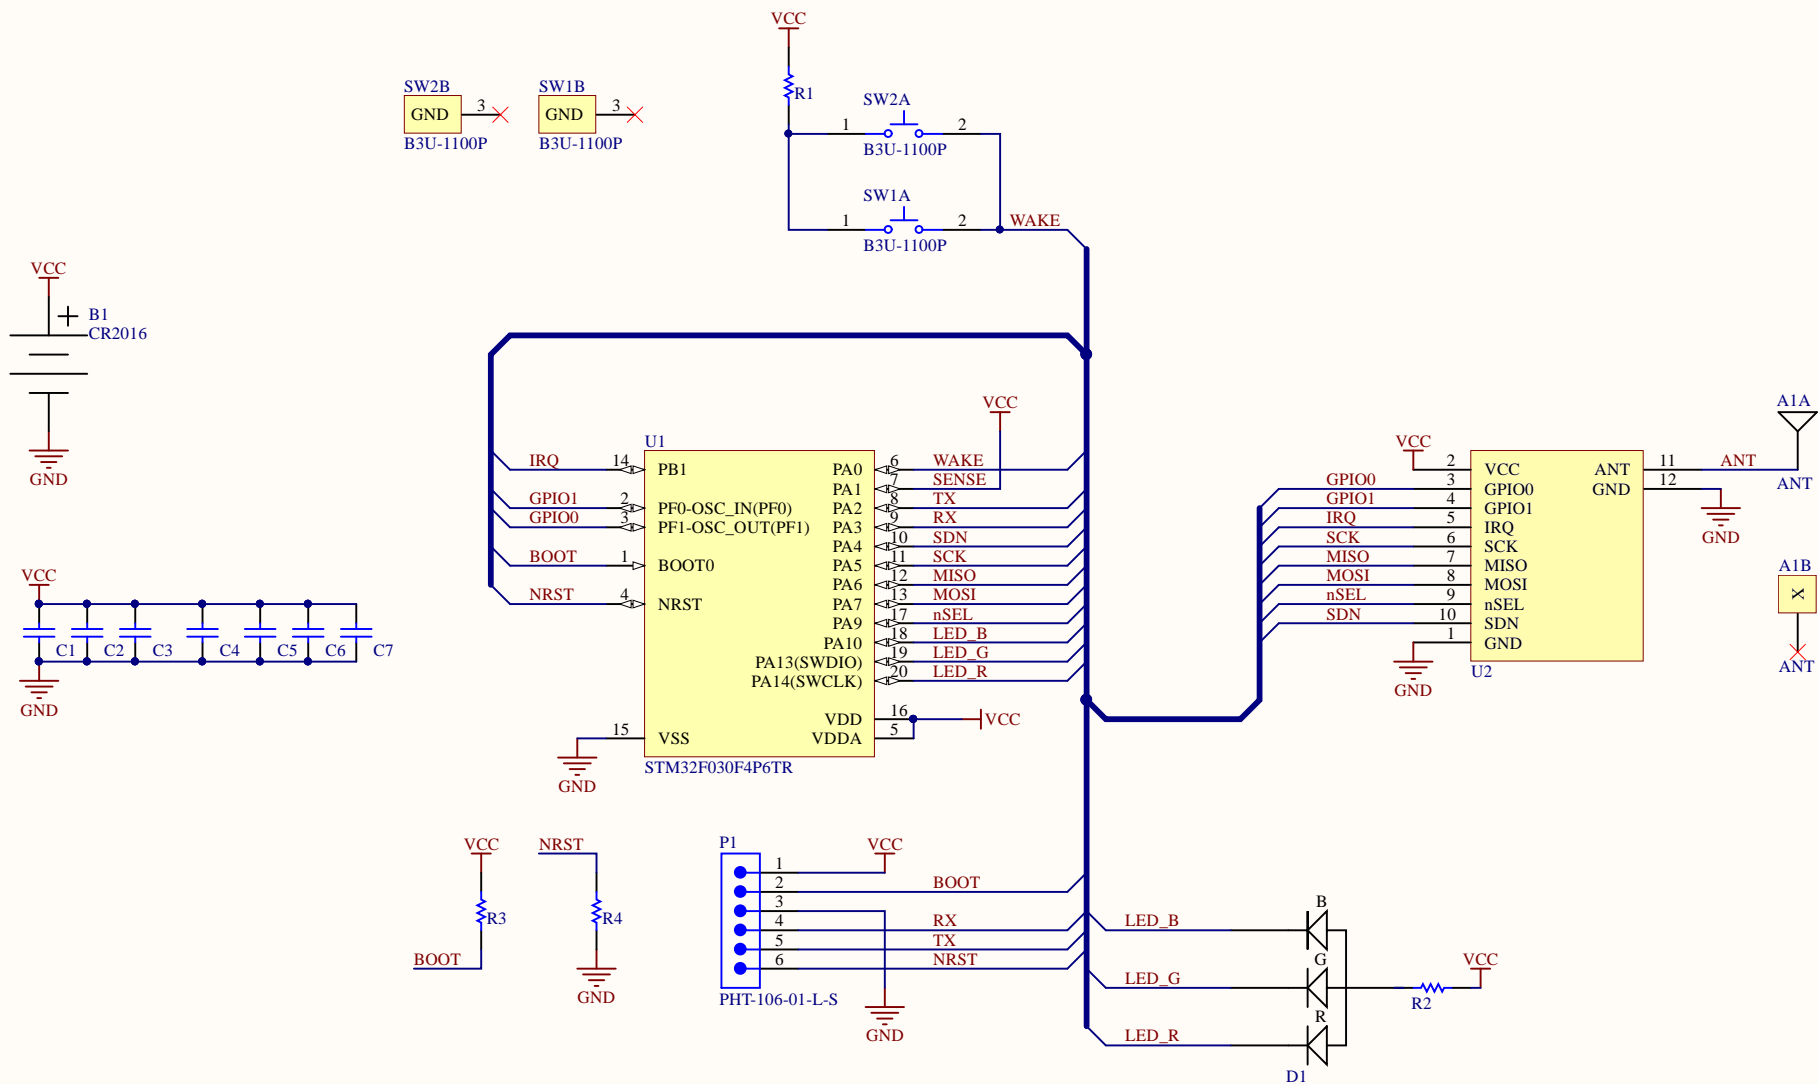 VCC
R1
SW2B
GND 3
B3U-1100P
SW1B
GND 3
B3U-1100P
SW2A
1 2
B3U-1100P
SW1A
1 2
B3U-1100P
WAKE
VCC
B1
CR2016
GND
VCC
C1 C2 C3 C4 C5 C6 C7
GND
U1
IRQ 14 PB1
GPIO1 2 PF0-OSC_IN(PF0)
GPIO0 3 PF1-OSC_OUT(PF1)
BOOT 1 BOOT0
NRST 4 NRST
15 VSS
GND
VCC
PA0 6 WAKE
PA1 7 SENSE
PA2 8 TX
PA3 9 RX
PA4 10 SDN
PA5 11 SCK
PA6 12 MISO
PA7 13 MOSI
PA9 17 nSEL
PA10 18 LED_B
PA13(SWDIO) 19 LED_G
PA14(SWCLK) 20 LED_R
VDD 16 VCC
VDDA 5
STM32F030F4P6TR
VCC
2 VCC
GPIO0 3 GPIO0
GPIO1 4 GPIO1
IRQ 5 IRQ
SCK 6 SCK
MISO 7 MISO
MOSI 8 MOSI
nSEL 9 nSEL
SDN 10 SDN
1 GND
GND
U2
ANT 11 ANT
GND 12
GND
A1A
ANT
A1B
X
ANT
VCC
R3
BOOT
NRST
R4
GND
P1
1 VCC
2 BOOT
3
4 RX
5 TX
6 NRST
PHT-106-01-L-S
GND
LED_B B
LED_G G
LED_R R
D1
R2
VCC